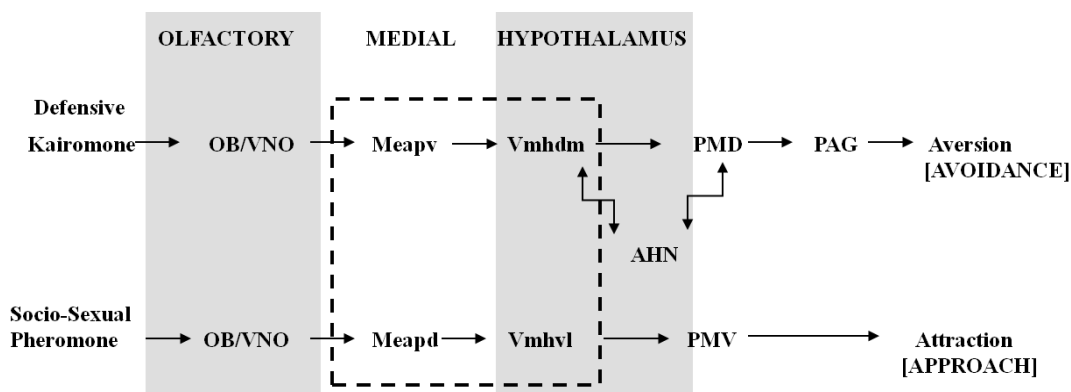 OLFACTORY MEDIAL HYPOTHALAMUS
Defensive
Kairomone OB/VNO Meapv Vmhdm PMD PAG Aversion
[AVOIDANCE]
AHN
Socio-Sexual
Pheromone OB/VNO Meapd Vmhvl PMV Attraction
[APPROACH]